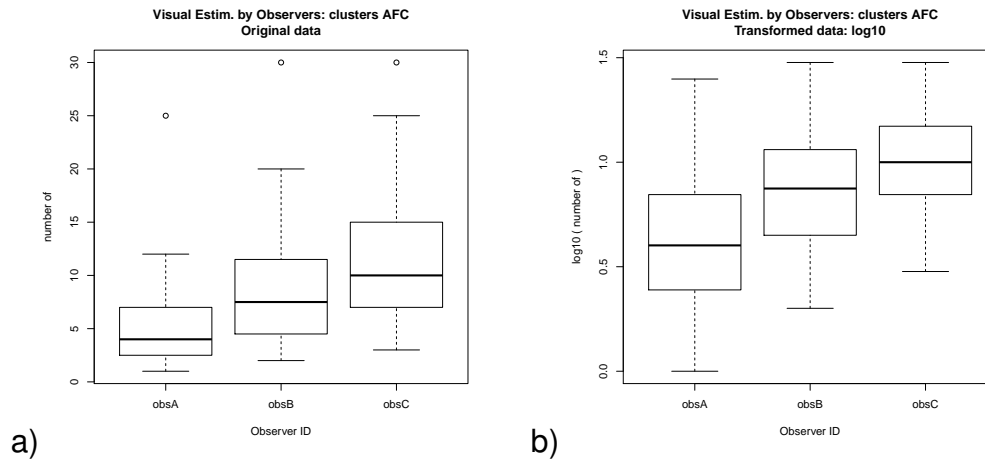 Visual Estim. by Observers: clusters AFC
Original data
number of
30
25
20
15
10
5
0
obsA obsB obsC
Observer ID
a)
Visual Estim. by Observers: clusters AFC
Transformed data: log10
log10 ( number of )
1.5
1.0
0.5
0.0
obsA obsB obsC
Observer ID
b)